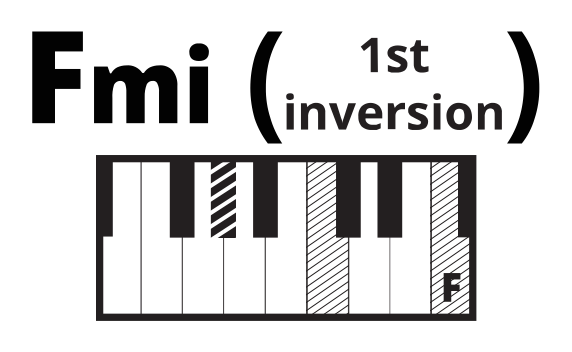 Fmi (1st
inversion)
F